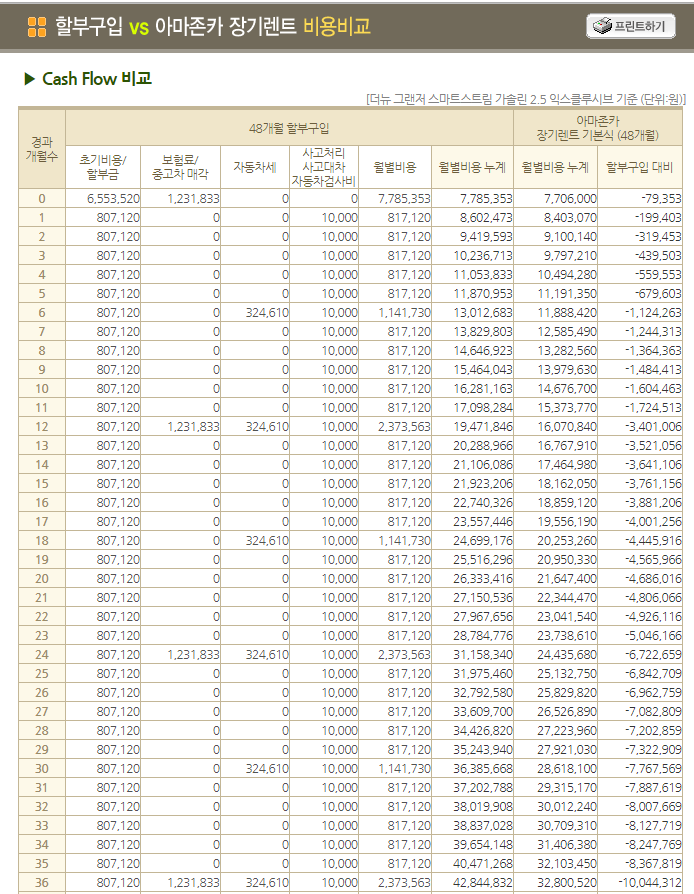 할부구입 vs 아마존카 장기렌트 비용비교
프린트하기
▶ Cash Flow 비교
[더뉴 그랜저 스마트스트림 가솔린 2.5 익스클루시브 기준 (단위:원)]
경과 개월수 48개월 할부구입 아마존카 장기렌트 기본식 (48개월)
초기비용/할부금 보험료/중고차 매각 자동차세 사고처리 사고대차 자동차검사비 월별비용 월별비용 누계 월별비용 누계 할부구입 대비
0 6,553,520 1,231,833 0 0 7,785,353 7,785,353 7,706,000 -79,353
1 807,120 0 0 10,000 817,120 8,602,473 8,403,070 -199,403
2 807,120 0 0 10,000 817,120 9,419,593 9,100,140 -319,453
3 807,120 0 0 10,000 817,120 10,236,713 9,797,210 -439,503
4 807,120 0 0 10,000 817,120 11,053,833 10,494,280 -559,553
5 807,120 0 0 10,000 817,120 11,870,953 11,191,350 -679,603
6 807,120 0 324,610 10,000 1,141,730 13,012,683 11,888,420 -1,124,263
7 807,120 0 0 10,000 817,120 13,829,803 12,585,490 -1,244,313
8 807,120 0 0 10,000 817,120 14,646,923 13,282,560 -1,364,363
9 807,120 0 0 10,000 817,120 15,464,043 13,979,630 -1,484,413
10 807,120 0 0 10,000 817,120 16,281,163 14,676,700 -1,604,463
11 807,120 0 0 10,000 817,120 17,098,284 15,373,770 -1,724,513
12 807,120 1,231,833 324,610 10,000 2,373,563 19,471,846 16,070,840 -3,401,006
13 807,120 0 0 10,000 817,120 20,288,966 16,767,910 -3,521,056
14 807,120 0 0 10,000 817,120 21,106,086 17,464,980 -3,641,106
15 807,120 0 0 10,000 817,120 21,923,206 18,162,050 -3,761,156
16 807,120 0 0 10,000 817,120 22,740,326 18,859,120 -3,881,206
17 807,120 0 0 10,000 817,120 23,557,446 19,556,190 -4,001,256
18 807,120 0 324,610 10,000 1,141,730 24,699,176 20,253,260 -4,445,916
19 807,120 0 0 10,000 817,120 25,516,296 20,950,330 -4,565,966
20 807,120 0 0 10,000 817,120 26,333,416 21,647,400 -4,686,016
21 807,120 0 0 10,000 817,120 27,150,536 22,344,470 -4,806,066
22 807,120 0 0 10,000 817,120 27,967,656 23,041,540 -4,926,116
23 807,120 0 0 10,000 817,120 28,784,776 23,738,610 -5,046,166
24 807,120 1,231,833 324,610 10,000 2,373,563 31,158,340 24,435,680 -6,722,659
25 807,120 0 0 10,000 817,120 31,975,460 25,132,750 -6,842,709
26 807,120 0 0 10,000 817,120 32,792,580 25,829,820 -6,962,759
27 807,120 0 0 10,000 817,120 33,609,700 26,526,890 -7,082,809
28 807,120 0 0 10,000 817,120 34,426,820 27,223,960 -7,202,859
29 807,120 0 0 10,000 817,120 35,243,940 27,921,030 -7,322,909
30 807,120 0 324,610 10,000 1,141,730 36,385,668 28,618,100 -7,767,569
31 807,120 0 0 10,000 817,120 37,202,788 29,315,170 -7,887,619
32 807,120 0 0 10,000 817,120 38,019,908 30,012,240 -8,007,669
33 807,120 0 0 10,000 817,120 38,837,028 30,709,310 -8,127,719
34 807,120 0 0 10,000 817,120 39,654,148 31,406,380 -8,247,769
35 807,120 0 0 10,000 817,120 40,471,268 32,103,450 -8,367,819
36 807,120 1,231,833 324,610 10,000 2,373,563 42,844,832 32,800,520 -10,044,312